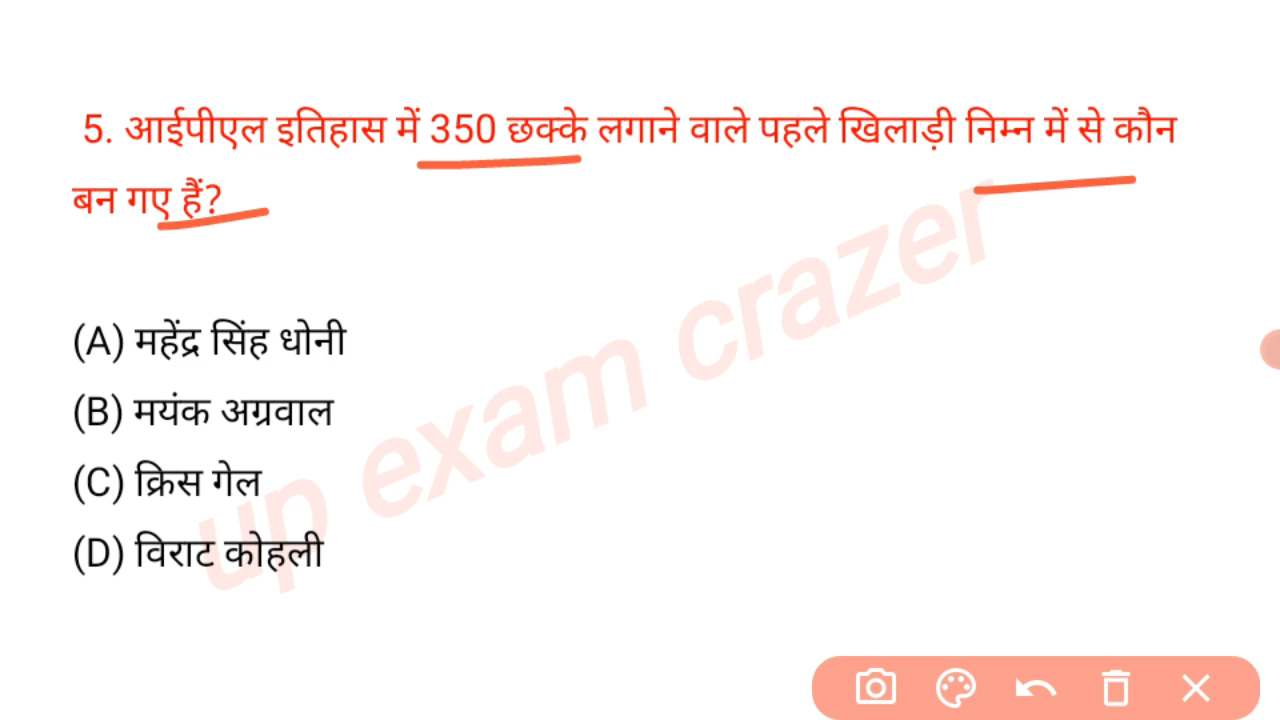 5. आईपीएल इतिहास में 350 छक्के लगाने वाले पहले खिलाड़ी निम्न में से कौन
बन गए हैं?
(A) महेंद्र सिंह धोनी
(B) मयंक अग्रवाल
(C) क्रिस गेल
(D) विराट कोहली
up exam crazer